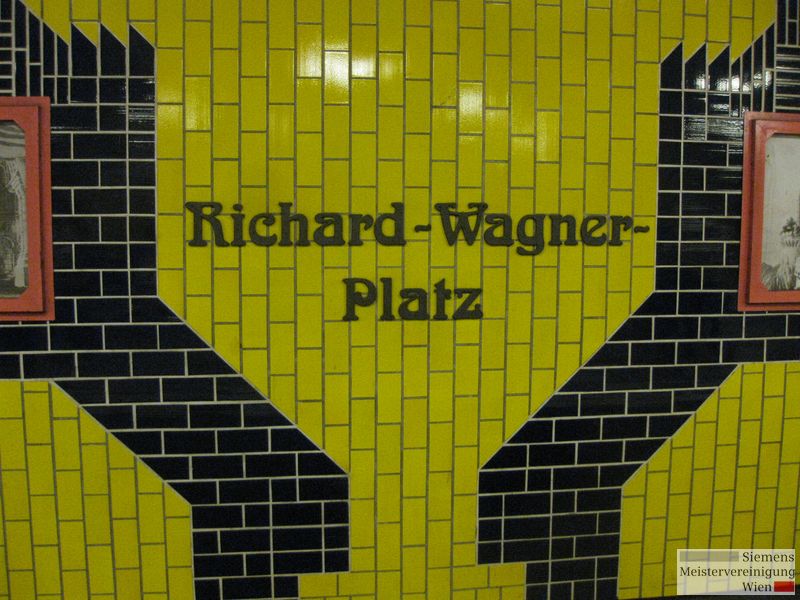 Richard-Wagner-
Platz
Siemens
Meistervereinigung
Wien